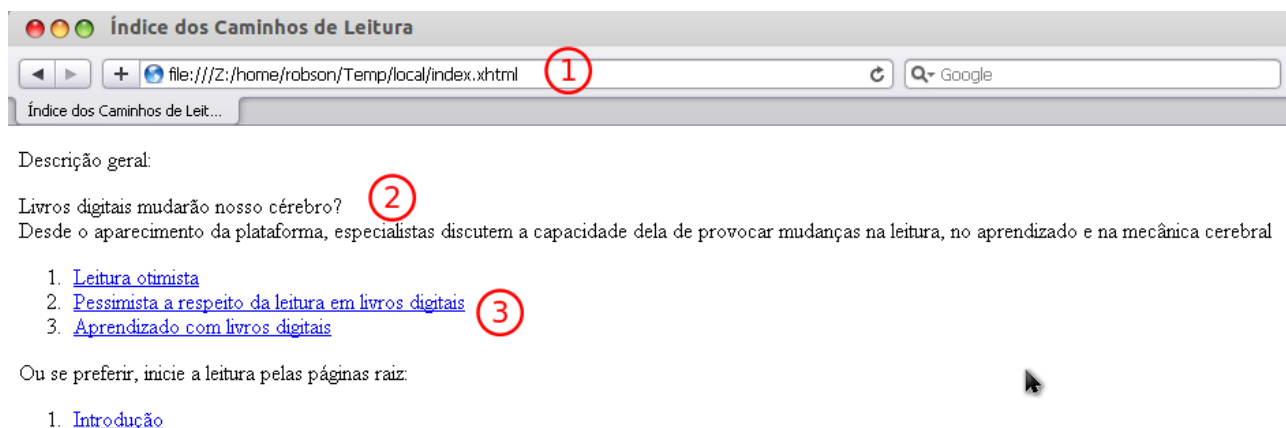 Índice dos Caminhos de Leitura
file:///Z:/home/robson/Temp/local/index.xhtml 1 Google
Índice dos Caminhos de Leit...
Descrição geral:
Livros digitais mudarão nosso cérebro? 2
Desde o aparecimento da plataforma, especialistas discutem a capacidade dela de provocar mudanças na leitura, no aprendizado e na mecânica cerebral
1. Leitura otimista
2. Pessimista a respeito da leitura em livros digitais
3
3. Aprendizado com livros digitais
Ou se preferir, inicie a leitura pelas páginas raiz:
1. Introdução